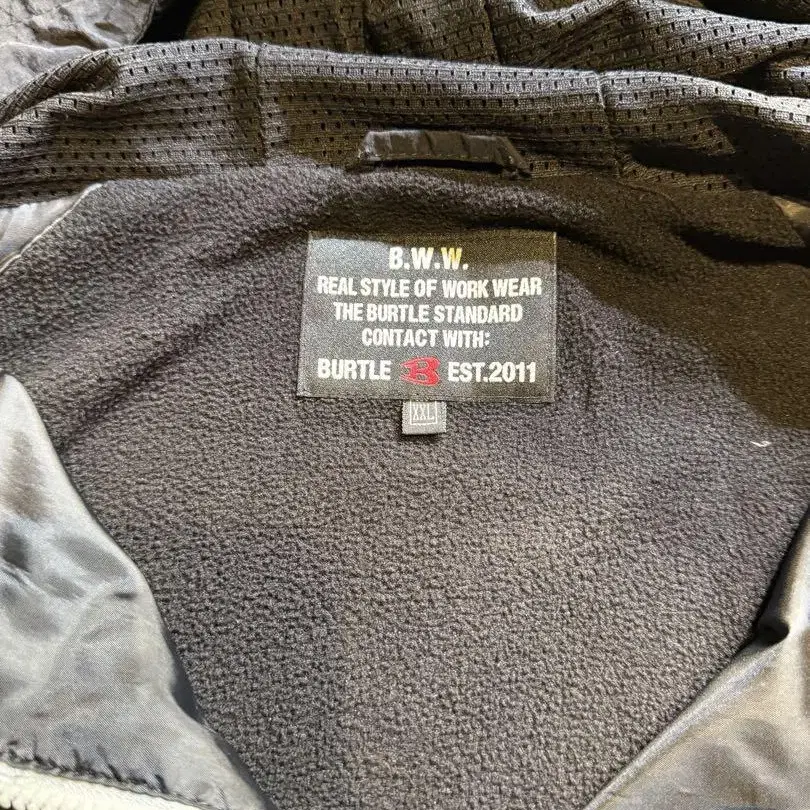 B.W.W.
REAL STYLE OF WORK WEAR
THE BURTLE STANDARD
CONTACT WITH:
BURTLE B EST.2011
XXL